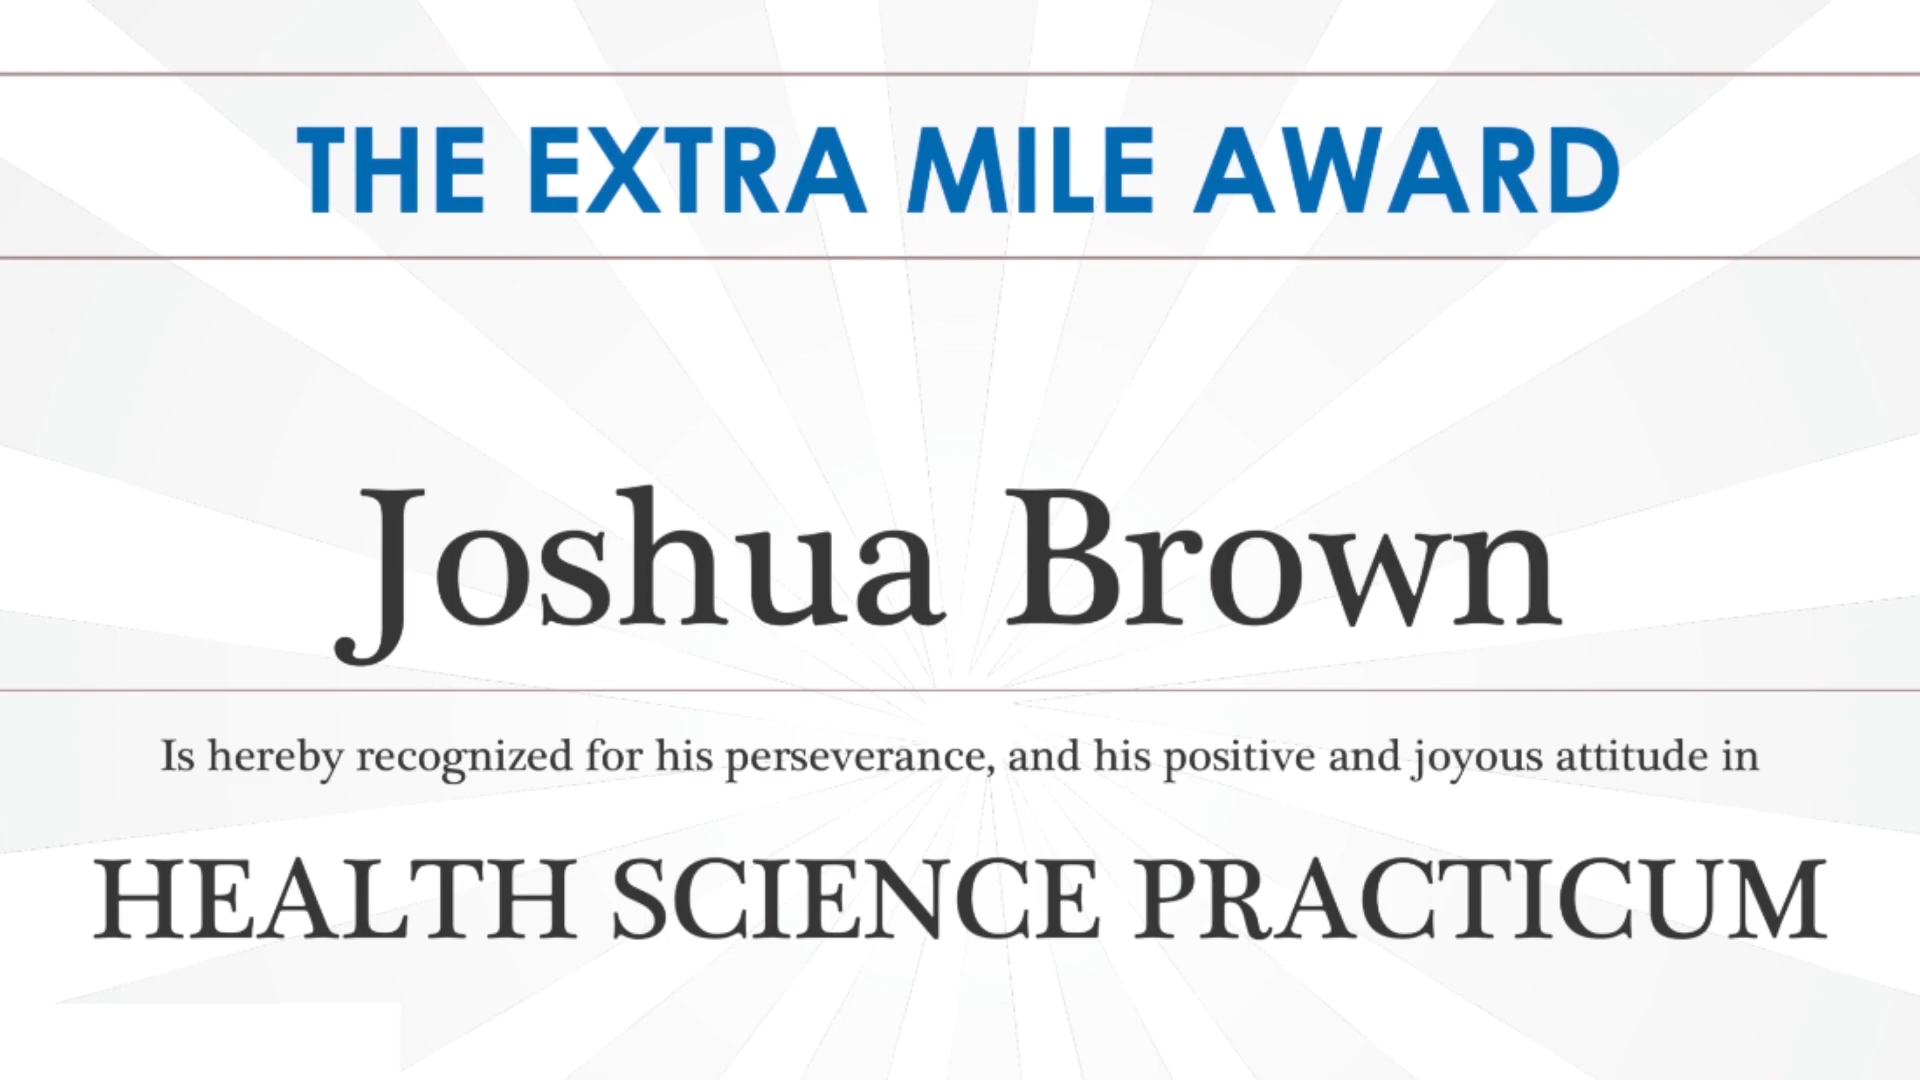 THE EXTRA MILE AWARD
Joshua Brown
Is hereby recognized for his perseverance, and his positive and joyous attitude in
HEALTH SCIENCE PRACTICUM